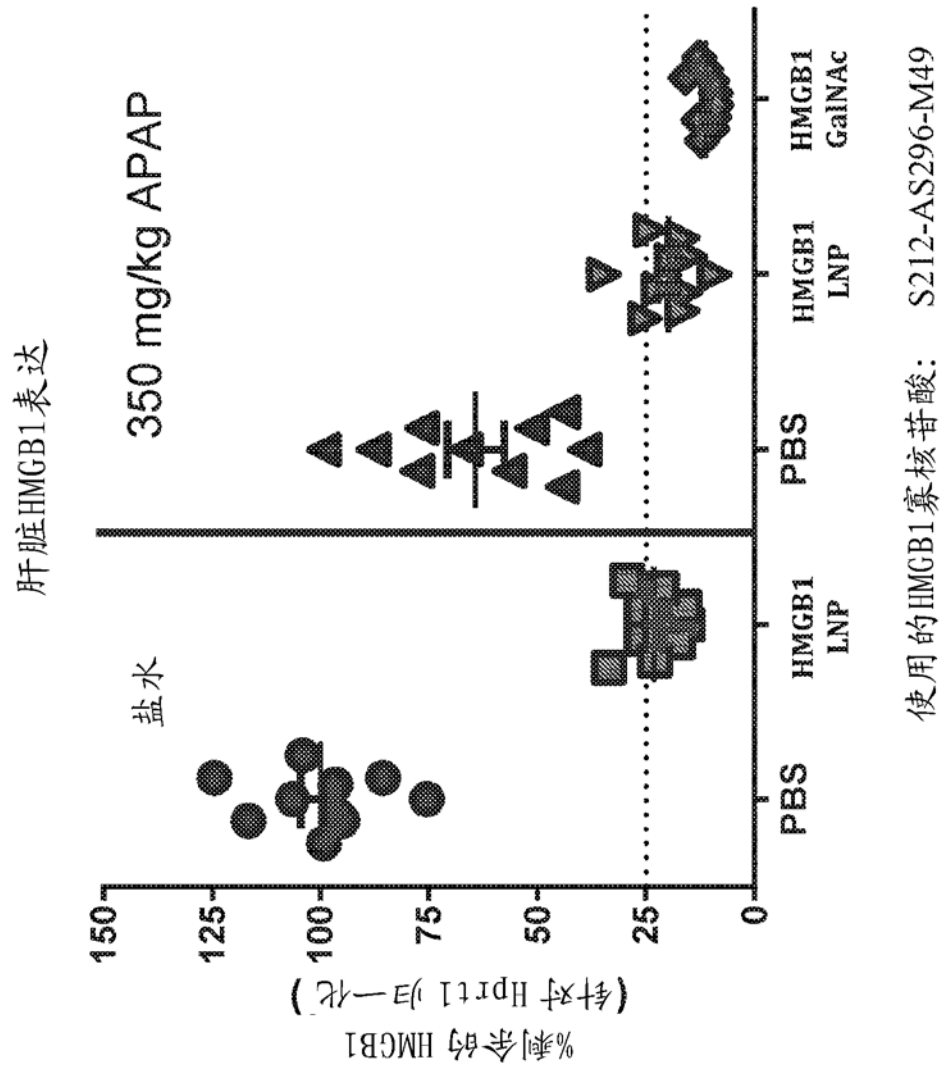 肝脏HMGB1表达
盐水
350 mg/kg APAP
%剩余的 HMGB1
(针对 Hprt1 归一化)
150
100
75
50
25
0
PBS
HMGB1
LNP
PBS
HMGB1
LNP
HMGB1
GalNAc
使用的HMGB1寡核苷酸: S212-AS296-M49